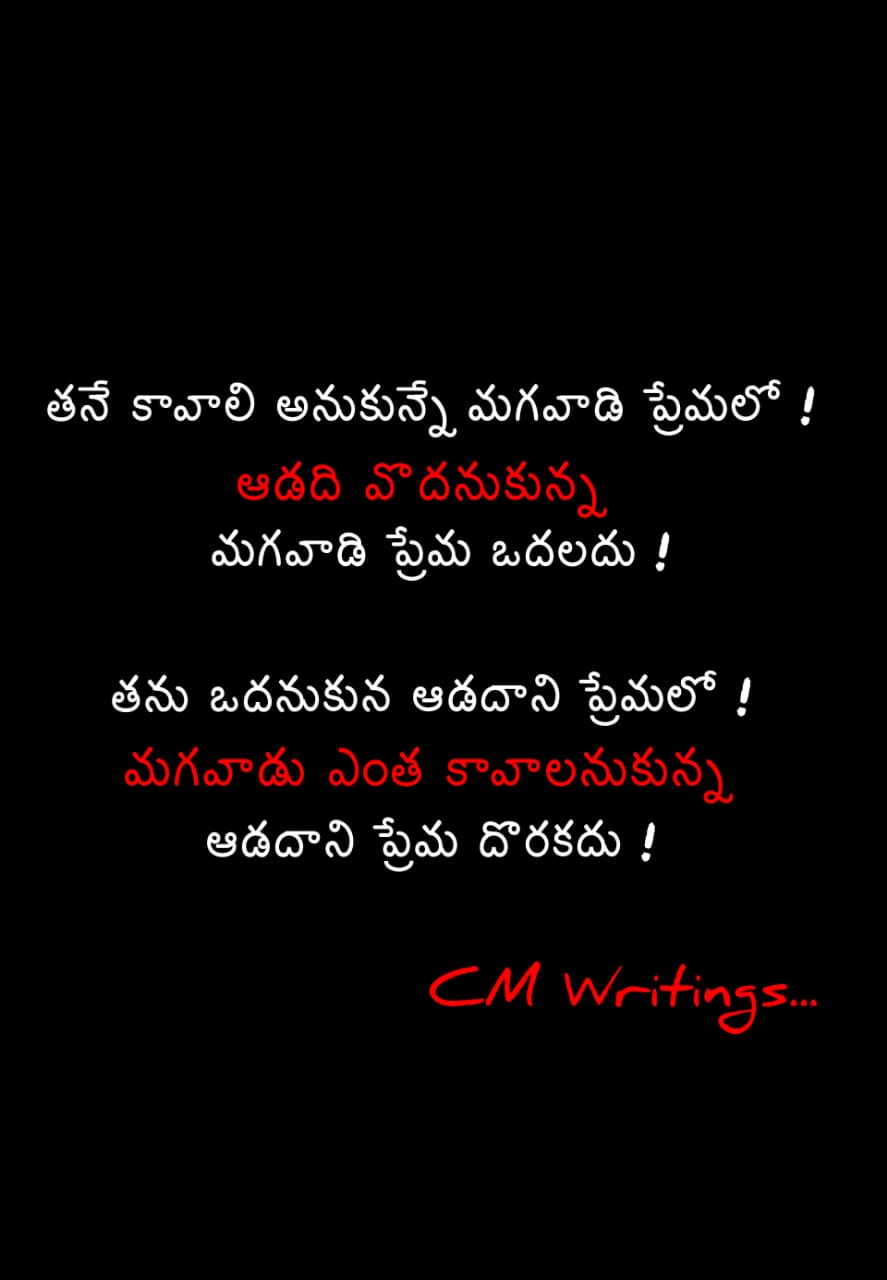 తనే కావాలి అనుకున్నే మగవాడి ప్రేమలో !
ఆడది వొదనుకున్న
మగవాడి ప్రేమ ఒదలదు !
తను ఒదనుకున ఆడదాని ప్రేమలో !
మగవాడు ఎంత కావాలనుకున్న
ఆడదాని ప్రేమ దొరకదు !
CM Writings...